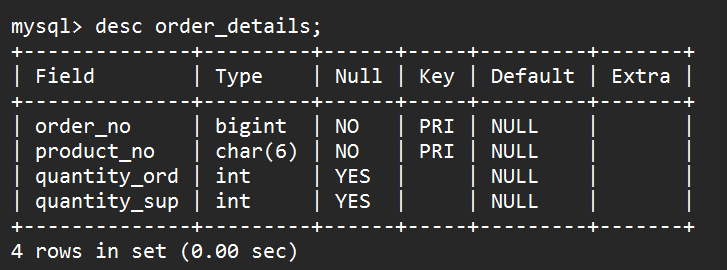 mysql> desc order_details;
+--------------+---------+------+-----+---------+-------+
| Field        | Type    | Null | Key | Default | Extra |
+--------------+---------+------+-----+---------+-------+
| order_no     | bigint  | NO   | PRI | NULL    |       |
| product_no   | char(6) | NO   | PRI | NULL    |       |
| quantity_ord | int     | YES  |     | NULL    |       |
| quantity_sup | int     | YES  |     | NULL    |       |
+--------------+---------+------+-----+---------+-------+
4 rows in set (0.00 sec)